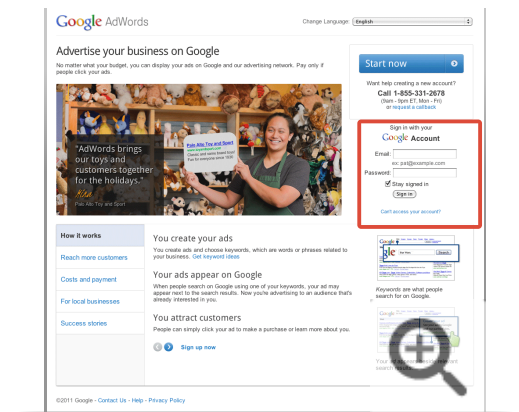 Google AdWords
Change Language: English
Advertise your business on Google
No matter what your budget, you can display your ads on Google and our advertising network. Pay only if
people click your ads.
Start now
Want help creating a new account?
Call 1-855-331-2678
(9am - 9pm ET, Mon - Fri)
or request a callback.
Palo Alto Toy and Sport
"AdWords brings
our toys and
customers together
for the holidays."
Palo Alto Toy and Sport
Sign in with your
Google Account
Email:
ex: pat@example.com
Password:
Stay signed in
Sign in
Can't access your account?
How it works
Reach more customers
Costs and payment
For local businesses
Success stories
You create your ads
You create ads and choose keywords, which are words or phrases related to
your business. Get keyword ideas
Your ads appear on Google
When people search on Google using one of your keywords, your ad may
appear next to the search results. Now you're advertising to an audience that's
already interested in you.
You attract customers
People can simply click your ad to make a purchase or learn more about you.
Sign up now
Google
gle
Search
Keywords are what people
search for on Google.
Your ad appears beside relevant
search results.
©2011 Google - Contact Us - Help - Privacy Policy